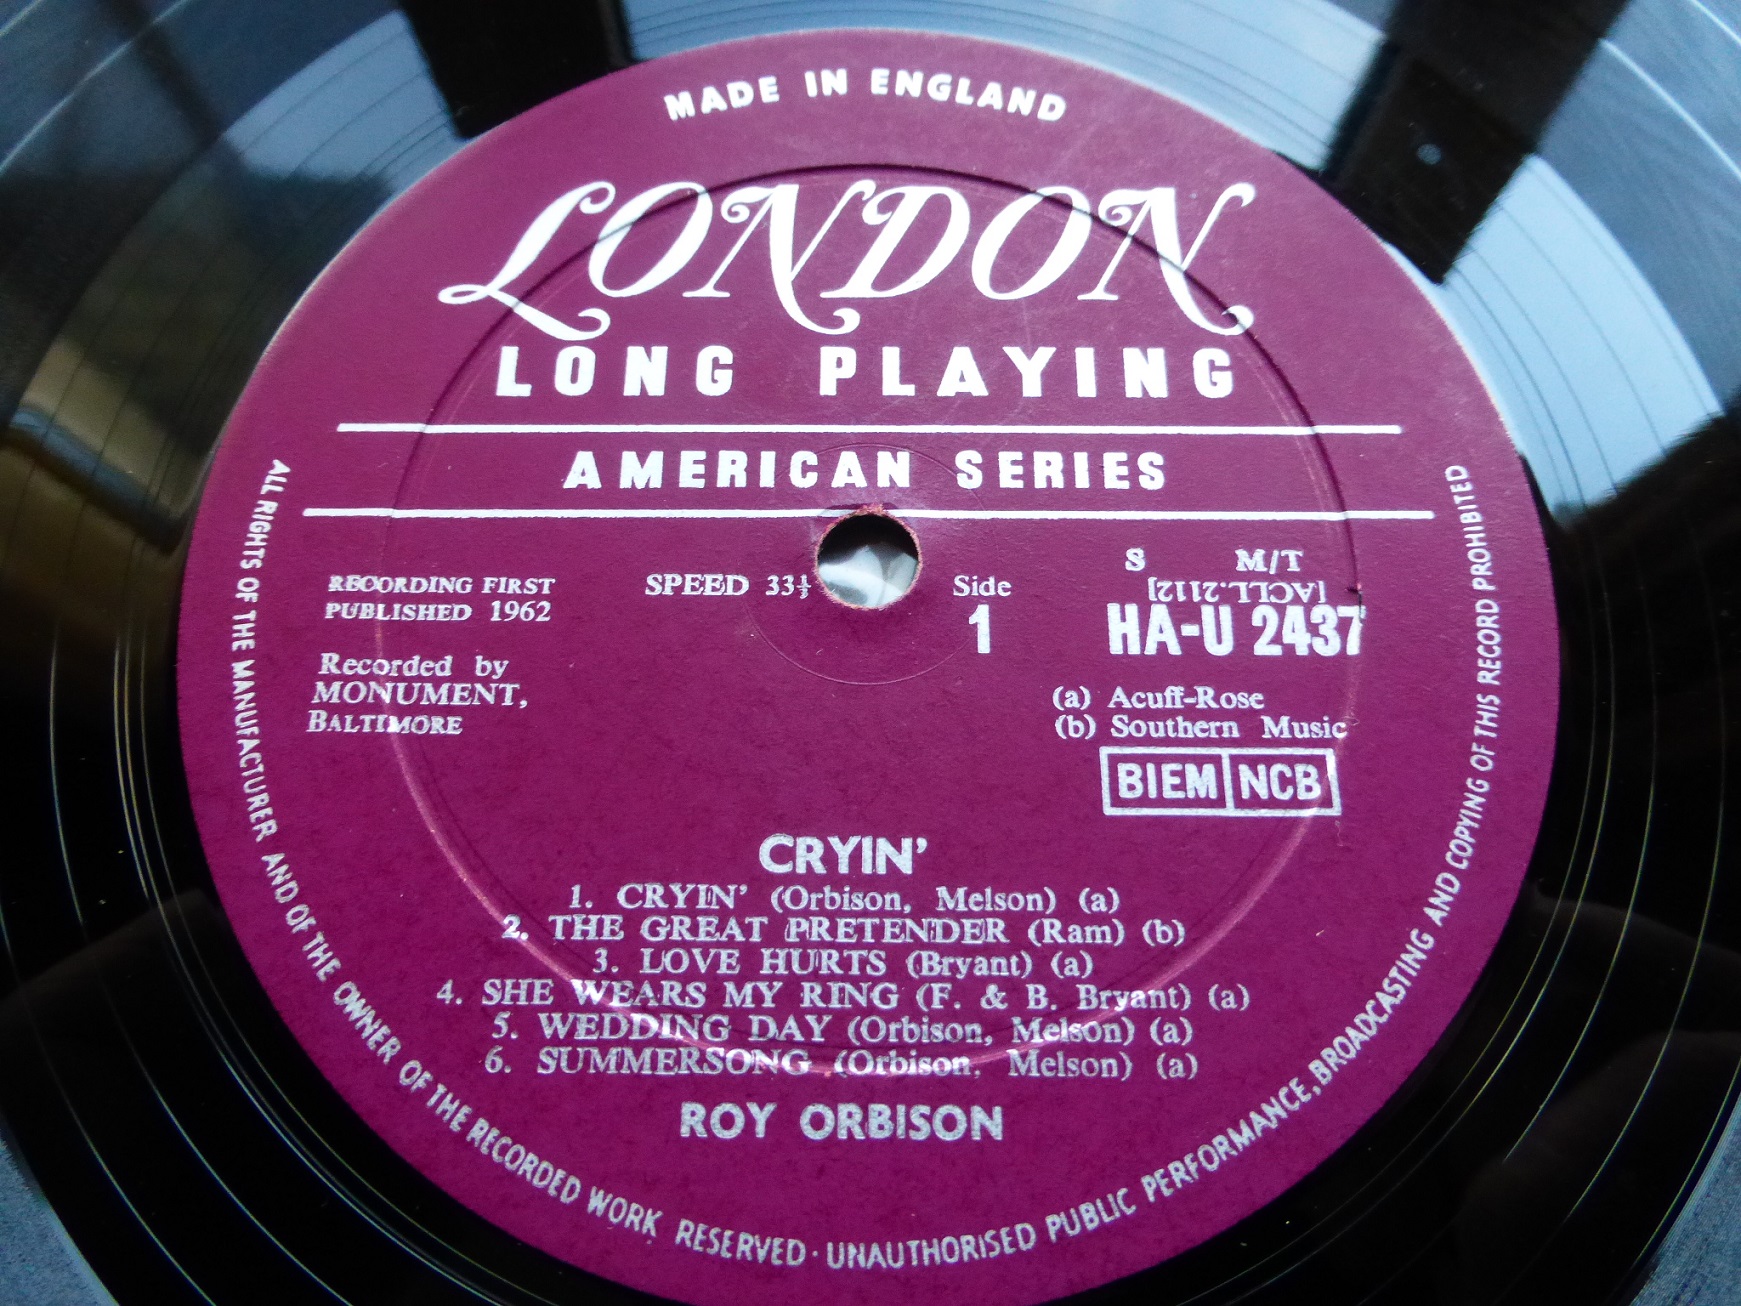 MADE IN ENGLAND
LONDON
LONG PLAYING
AMERICAN SERIES
RECORDING FIRST
PUBLISHED 1962
Recorded by
MONUMENT,
BALTIMORE
SPEED 33⅓
Side
1
S M/T
[ACLL.2112]
HA-U 2437
(a) Acuff-Rose
(b) Southern Music
BIEM NCB
CRYIN'
1. CRYIN' (Orbison, Melson) (a)
2. THE GREAT PRETENDER (Ram) (b)
3. LOVE HURTS (Bryant) (a)
4. SHE WEARS MY RING (F. & B. Bryant) (a)
5. WEDDING DAY (Orbison, Melson) (a)
6. SUMMERSONG (Orbison, Melson) (a)
ROY ORBISON
ALL RIGHTS OF THE MANUFACTURER AND OF THE OWNER OF THE RECORDED WORK RESERVED · UNAUTHORISED PUBLIC PERFORMANCE, BROADCASTING AND COPYING OF THIS RECORD PROHIBITED